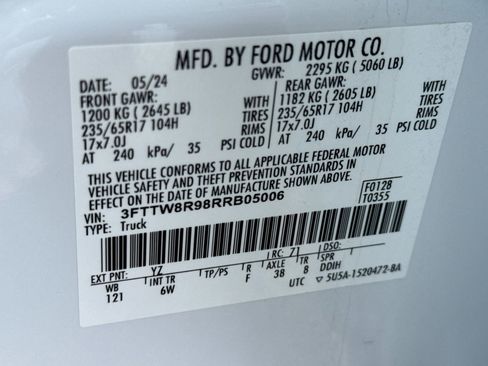 MFD. BY FORD MOTOR CO.
DATE: 05/24 GVWR: 2295 KG ( 5060 LB)
FRONT GAWR: REAR GAWR:
1200 KG ( 2645 LB) WITH 1182 KG ( 2605 LB) WITH
235/65R17 104H TIRES 235/65R17 104H TIRES
17x7.0J RIMS 17x7.0J RIMS
AT 240 kPa/ 35 PSI COLD AT 240 kPa/ 35 PSI COLD
THIS VEHICLE CONFORMS TO ALL APPLICABLE FEDERAL MOTOR
VEHICLE SAFETY AND THEFT PREVENTION STANDARDS IN EFFECT
ON THE DATE OF MANUFACTURE SHOWN ABOVE.
VIN: 3FTTW8R98RRB05006 F0128
TYPE: Truck T0355
EXT PNT: YZ RC: 71 DSO:
WB INT TR TP/PS R AXLE TR SPR
121 6W F 38 8 DDIH
UTC 5U5A-1520472-BA